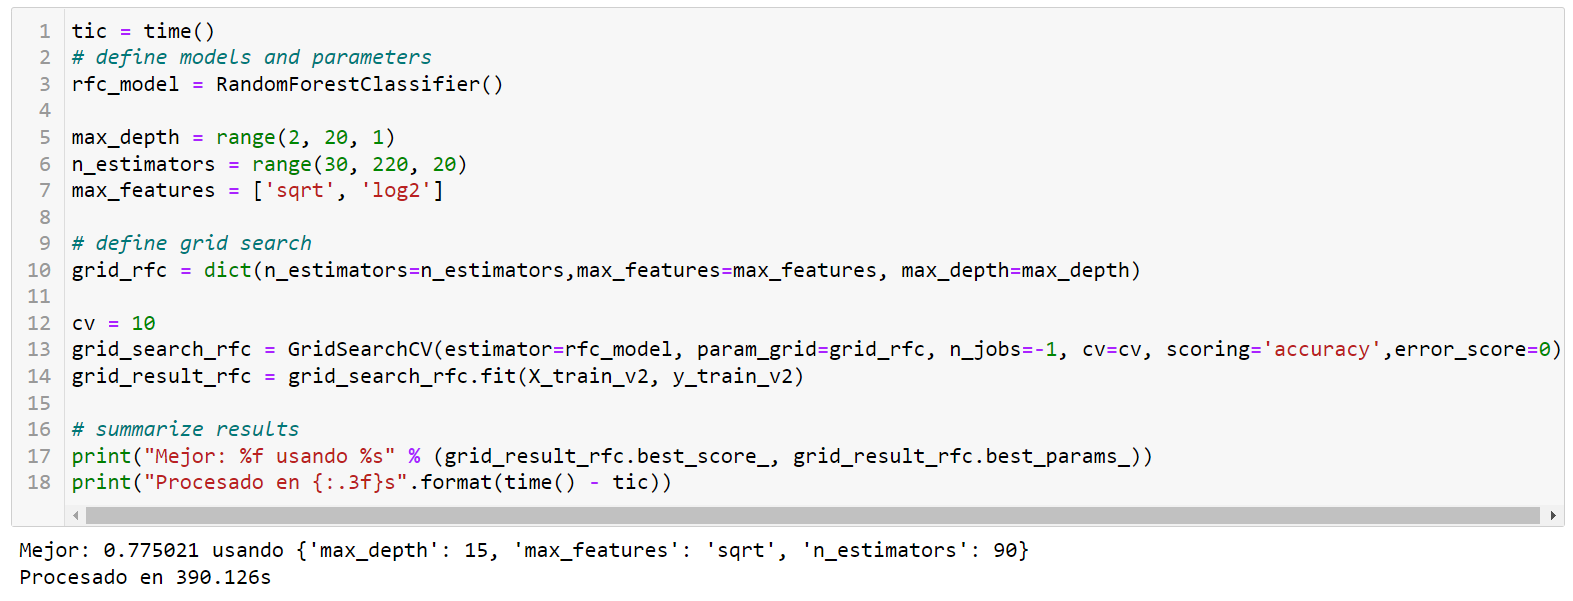 1 tic = time()
2 # define models and parameters
3 rfc_model = RandomForestClassifier()
4
5 max_depth = range(2, 20, 1)
6 n_estimators = range(30, 220, 20)
7 max_features = ['sqrt', 'log2']
8
9 # define grid search
10 grid_rfc = dict(n_estimators=n_estimators,max_features=max_features, max_depth=max_depth)
11
12 cv = 10
13 grid_search_rfc = GridSearchCV(estimator=rfc_model, param_grid=grid_rfc, n_jobs=-1, cv=cv, scoring='accuracy',error_score=0)
14 grid_result_rfc = grid_search_rfc.fit(X_train_v2, y_train_v2)
15
16 # summarize results
17 print("Mejor: %f usando %s" % (grid_result_rfc.best_score_, grid_result_rfc.best_params_))
18 print("Procesado en {:.3f}s".format(time() - tic))
Mejor: 0.775021 usando {'max_depth': 15, 'max_features': 'sqrt', 'n_estimators': 90}
Procesado en 390.126s